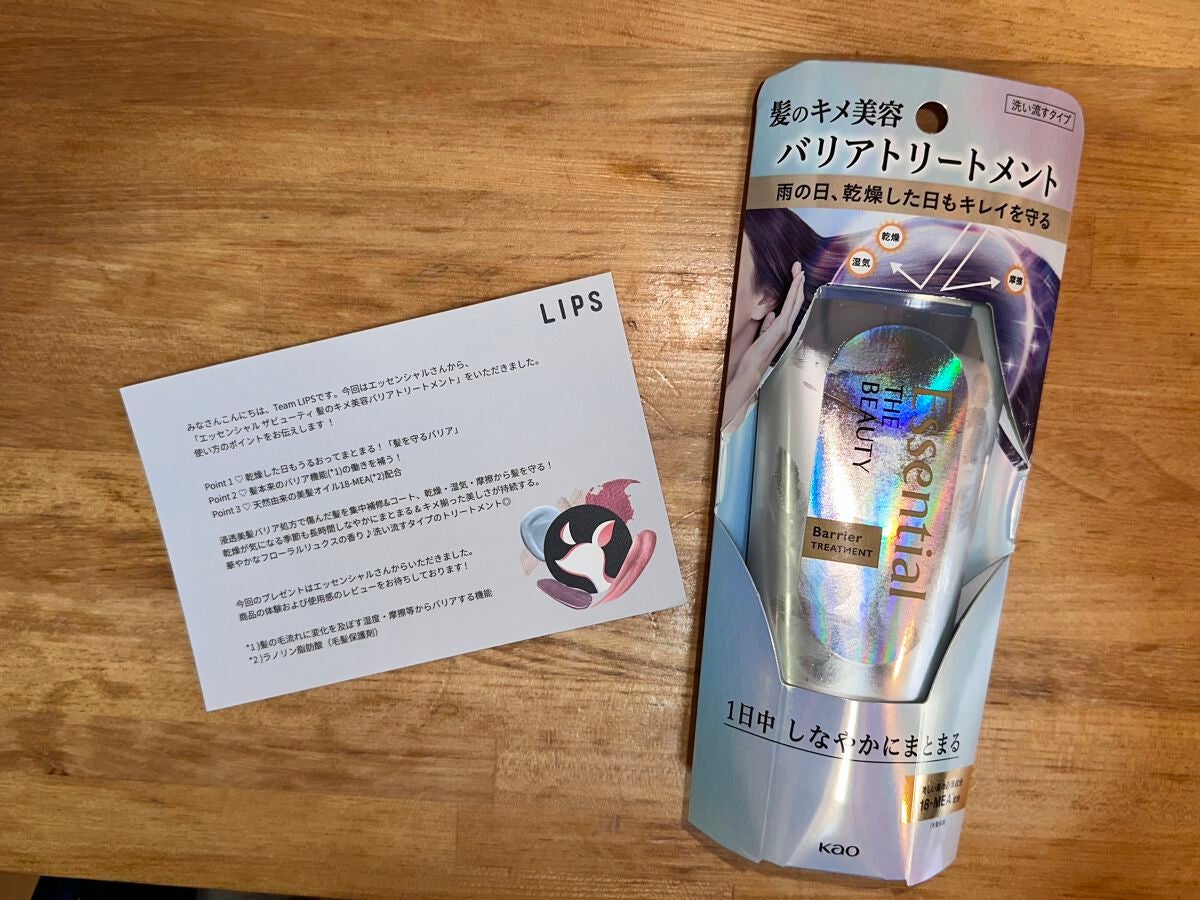 LIPS
みなさんこんにちは、Team LIPSです。今回はエッセンシャルさんから、
「エッセンシャル ザビューティ 髪のキメ美容バリアトリートメント」をいただきました。
使い方のポイントをお伝えします！
Point 1 ♡ 乾燥した日もうるおってまとまる！「髪を守るバリア」
Point 2 ♡ 髪本来のバリア機能(*1)の働きを補う！
Point 3 ♡ 天然由来の美髪オイル18-MEA(*2)配合
浸透美髪バリア処方で傷んだ髪を集中補修&コート、乾燥・湿気・摩擦から髪を守る！
乾燥が気になる季節も長時間しなやかにまとまる＆キメ揃った美しさが持続する。
華やかなフローラルリュクスの香り♪洗い流すタイプのトリートメント◎
今回のプレゼントはエッセンシャルさんからいただきました。
商品の体験および使用感のレビューをお待ちしております！
*1)髪の毛流れに変化を及ぼす湿度・摩擦等からバリアする機能
*2)ラノリン脂肪酸（毛髪保護剤）
洗い流すタイプ
髪のキメ美容
バリアトリートメント
雨の日、乾燥した日もキレイを守る
乾燥
湿気
摩擦
Essential
THE
BEAUTY
Barrier
TREATMENT
1日中 しなやかにまとまる
18-MEA配合
Kao